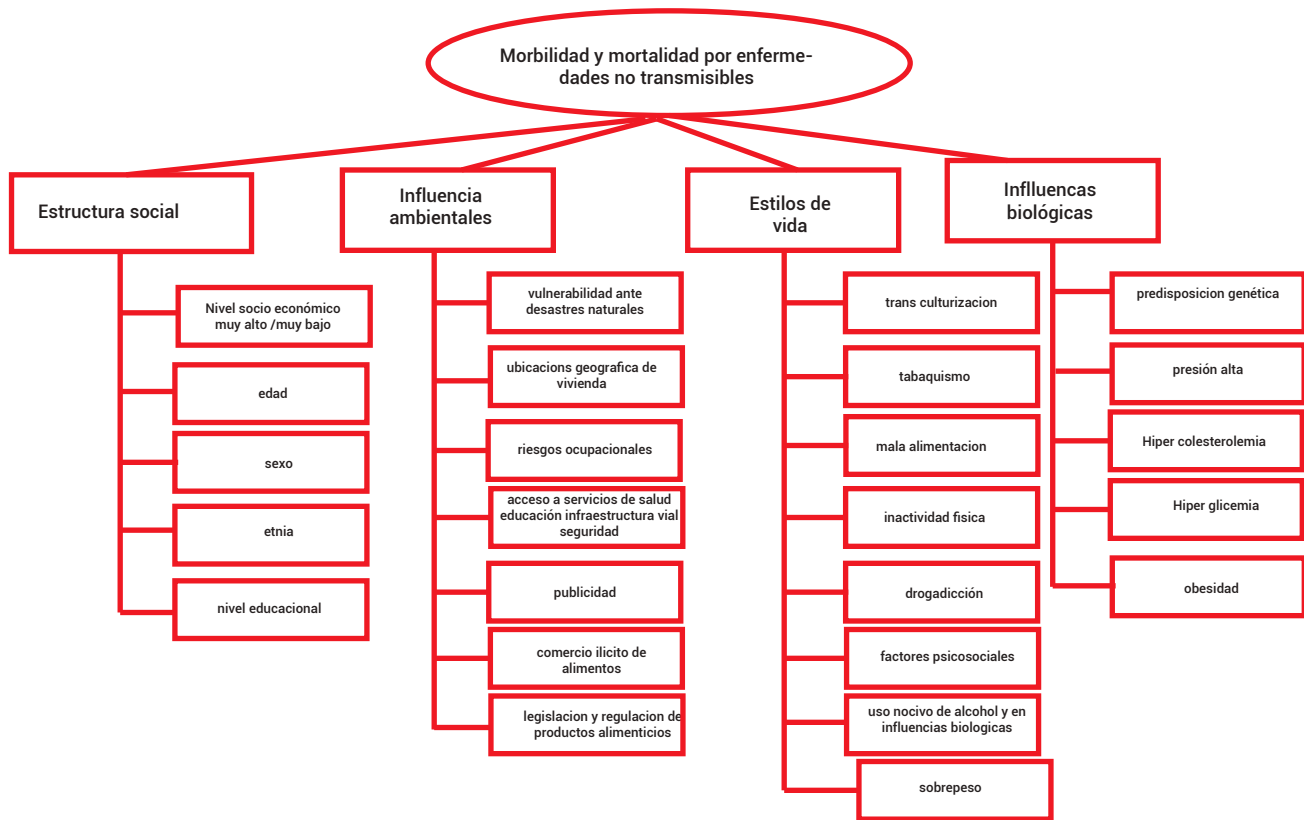 Morbilidad y mortalidad por enferme-
dades no transmisibles
Estructura social
Nivel socio económico
muy alto /muy bajo
edad
sexo
etnia
nivel educacional
Influencia
ambientales
vulnerabilidad ante
desastres naturales
ubicacions geografica de
vivienda
riesgos ocupacionales
acceso a servicios de salud
educación infraestructura vial
seguridad
publicidad
comercio ilicito de
alimentos
legislacion y regulacion de
productos alimenticios
Estilos de
vida
trans culturizacion
tabaquismo
mala alimentacion
inactividad fisica
drogadicción
factores psicosociales
uso nocivo de alcohol y en
influencias biologicas
sobrepeso
Inflluencas
biológicas
predisposicion genética
presión alta
Hiper colesterolemia
Hiper glicemia
obesidad